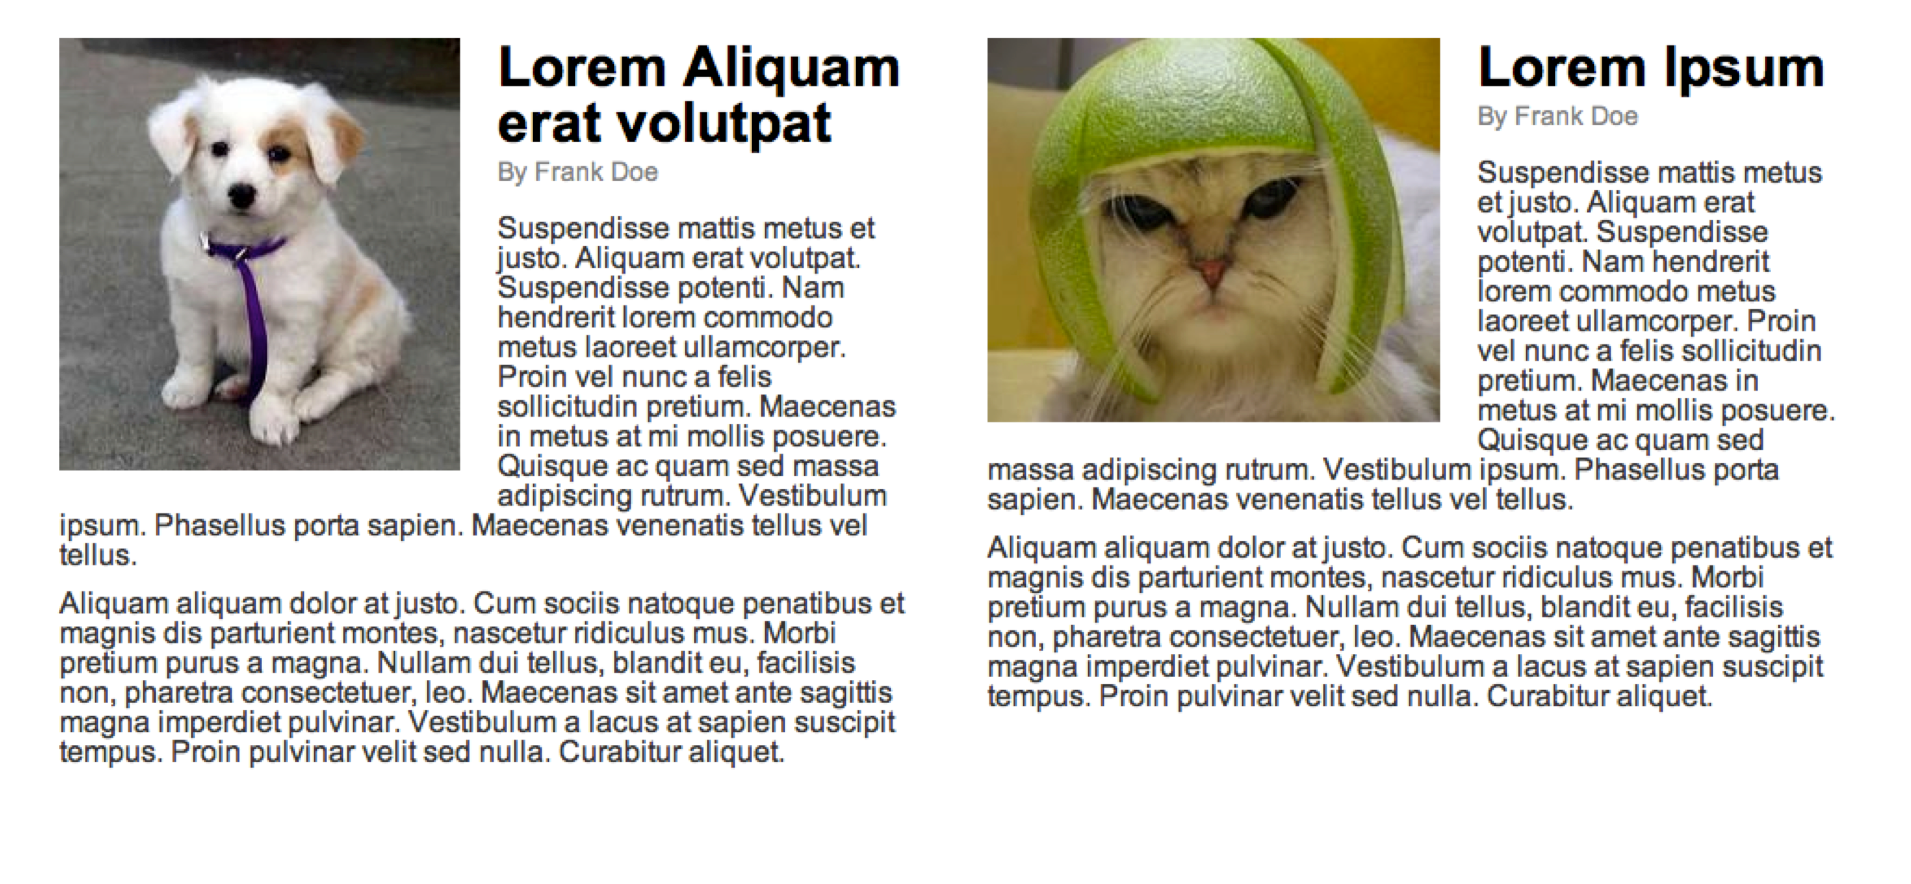 Lorem Aliquam
erat volutpat
By Frank Doe
Suspendisse mattis metus et
justo. Aliquam erat volutpat.
Suspendisse potenti. Nam
hendrerit lorem commodo
metus laoreet ullamcorper.
Proin vel nunc a felis
sollicitudin pretium. Maecenas
in metus at mi mollis posuere.
Quisque ac quam sed massa
adipiscing rutrum. Vestibulum
ipsum. Phasellus porta sapien. Maecenas venenatis tellus vel
tellus.
Aliquam aliquam dolor at justo. Cum sociis natoque penatibus et
magnis dis parturient montes, nascetur ridiculus mus. Morbi
pretium purus a magna. Nullam dui tellus, blandit eu, facilisis
non, pharetra consectetuer, leo. Maecenas sit amet ante sagittis
magna imperdiet pulvinar. Vestibulum a lacus at sapien suscipit
tempus. Proin pulvinar velit sed nulla. Curabitur aliquet.
Lorem Ipsum
By Frank Doe
Suspendisse mattis metus
et justo. Aliquam erat
volutpat. Suspendisse
potenti. Nam hendrerit
lorem commodo metus
laoreet ullamcorper. Proin
vel nunc a felis sollicitudin
pretium. Maecenas in
metus at mi mollis posuere.
Quisque ac quam sed
massa adipiscing rutrum. Vestibulum ipsum. Phasellus porta
sapien. Maecenas venenatis tellus vel tellus.
Aliquam aliquam dolor at justo. Cum sociis natoque penatibus et
magnis dis parturient montes, nascetur ridiculus mus. Morbi
pretium purus a magna. Nullam dui tellus, blandit eu, facilisis
non, pharetra consectetuer, leo. Maecenas sit amet ante sagittis
magna imperdiet pulvinar. Vestibulum a lacus at sapien suscipit
tempus. Proin pulvinar velit sed nulla. Curabitur aliquet.